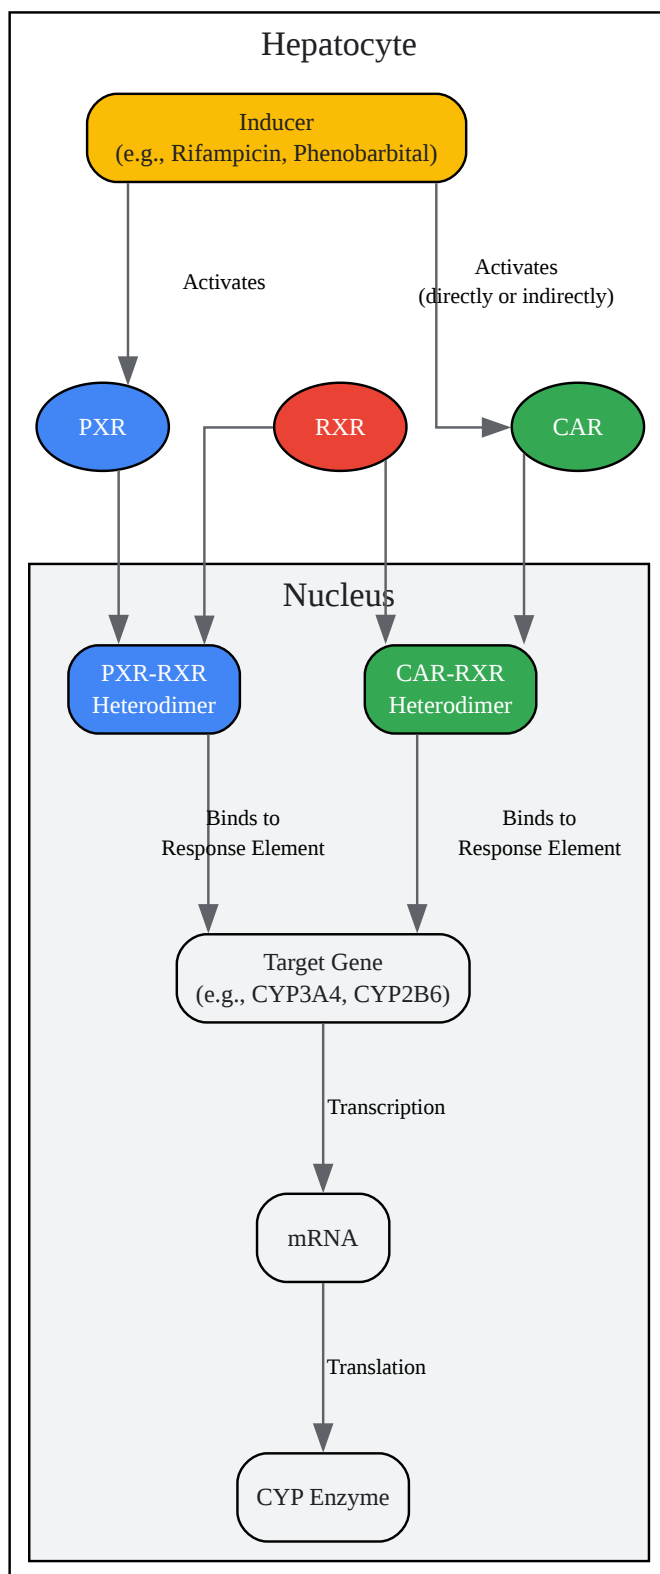 Hepatocyte
Inducer
(e.g., Rifampicin, Phenobarbital)
Activates
Activates
(directly or indirectly)
PXR
RXR
CAR
Nucleus
PXR-RXR
Heterodimer
CAR-RXR
Heterodimer
Binds to
Response Element
Binds to
Response Element
Target Gene
(e.g., CYP3A4, CYP2B6)
Transcription
mRNA
Translation
CYP Enzyme